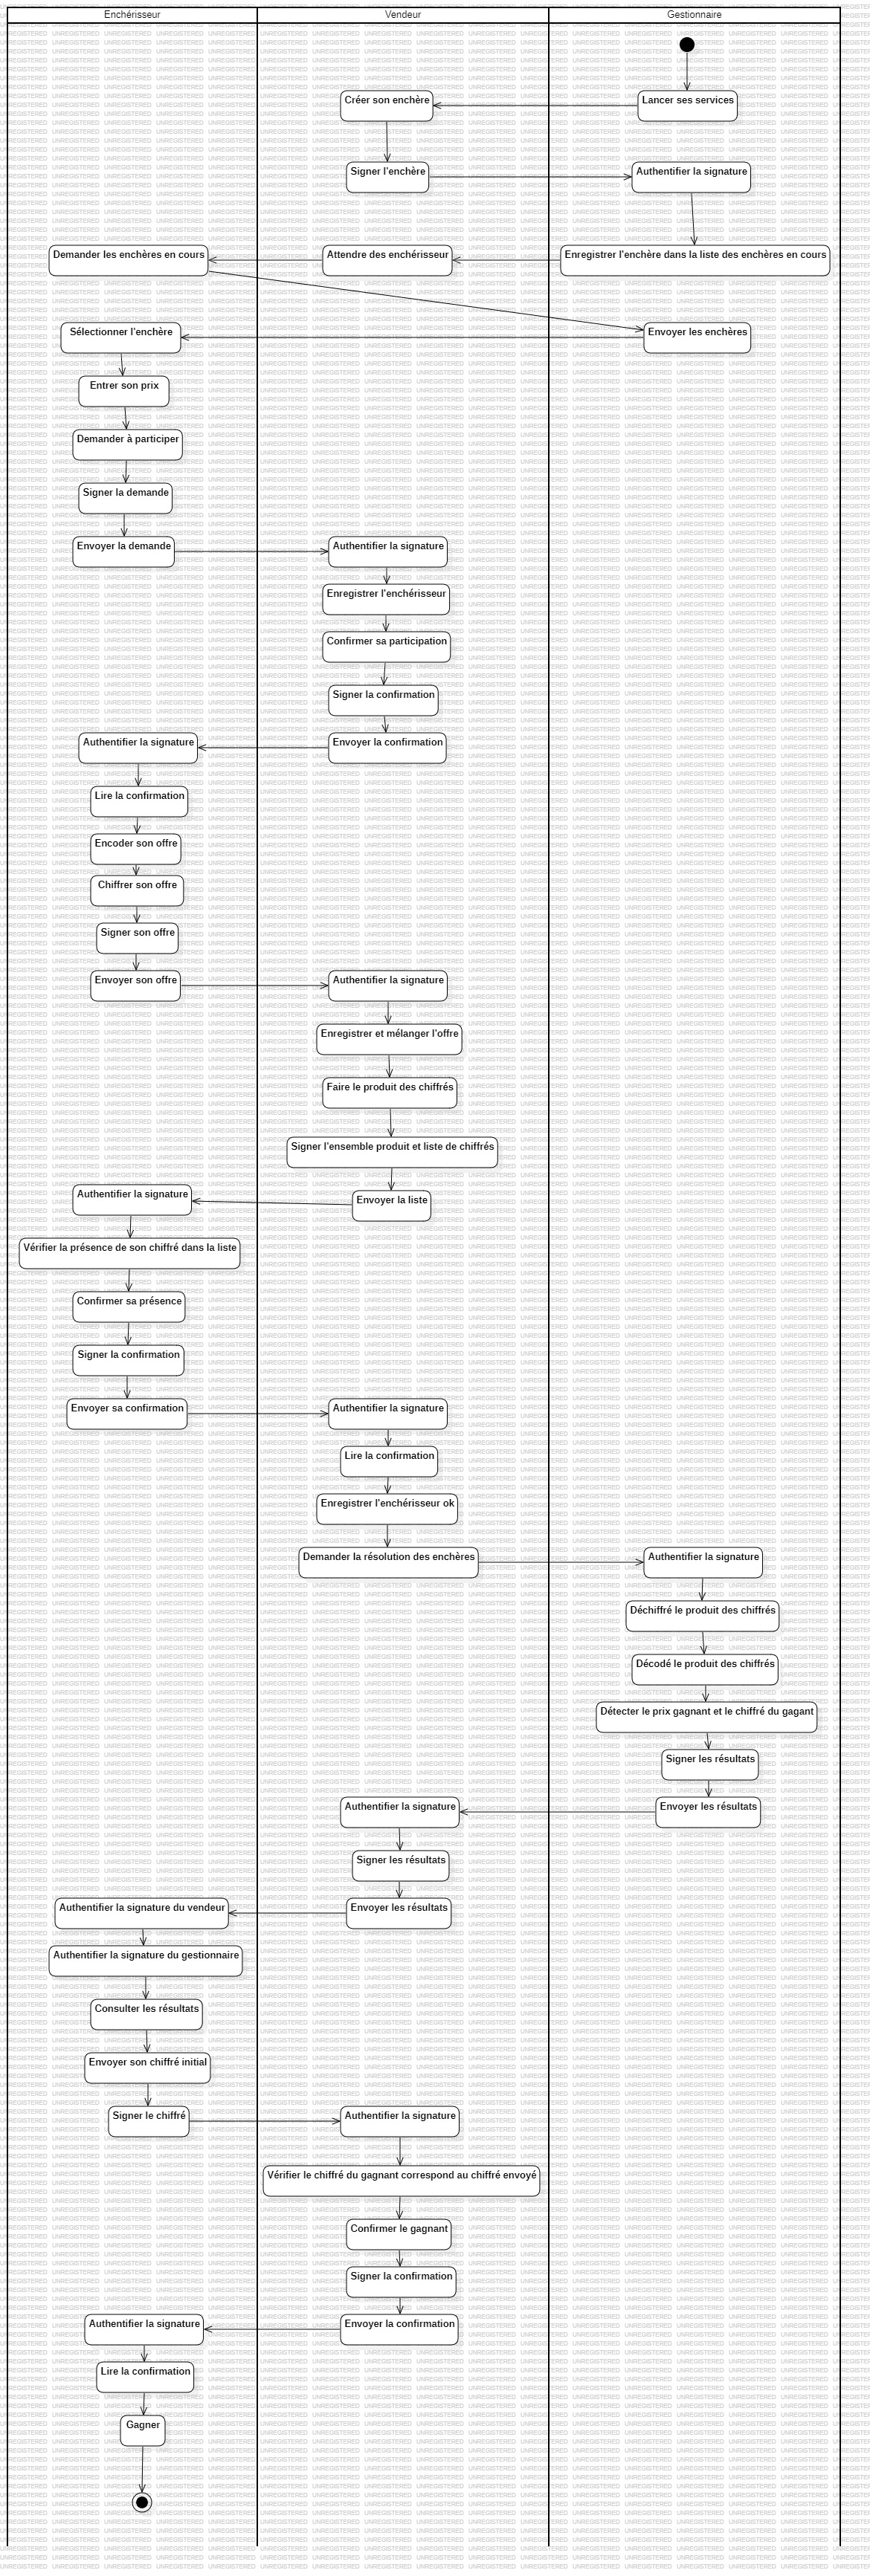 Enchérisseur
Vendeur
Gestionnaire
Créer son enchère
Lancer ses services
Signer l'enchère
Authentifier la signature
Demander les enchères en cours
Attendre des enchérisseur
Enregistrer l'enchère dans la liste des enchères en cours
Sélectionner l'enchère
Envoyer les enchères
Entrer son prix
Demander à participer
Signer la demande
Envoyer la demande
Authentifier la signature
Enregistrer l'enchérisseur
Confirmer sa participation
Signer la confirmation
Authentifier la signature
Envoyer la confirmation
Lire la confirmation
Encoder son offre
Chiffrer son offre
Signer son offre
Envoyer son offre
Authentifier la signature
Enregistrer et mélanger l'offre
Faire le produit des chiffrés
Signer l'ensemble produit et liste de chiffrés
Authentifier la signature
Envoyer la liste
Vérifier la présence de son chiffré dans la liste
Confirmer sa présence
Signer la confirmation
Envoyer sa confirmation
Authentifier la signature
Lire la confirmation
Enregistrer l'enchérisseur ok
Demander la résolution des enchères
Authentifier la signature
Déchiffré le produit des chiffrés
Décodé le produit des chiffrés
Détecter le prix gagnant et le chiffré du gagant
Signer les résultats
Authentifier la signature
Envoyer les résultats
Signer les résultats
Authentifier la signature du vendeur
Envoyer les résultats
Authentifier la signature du gestionnaire
Consulter les résultats
Envoyer son chiffré initial
Signer le chiffré
Authentifier la signature
Vérifier le chiffré du gagnant correspond au chiffré envoyé
Confirmer le gagnant
Signer la confirmation
Authentifier la signature
Envoyer la confirmation
Lire la confirmation
Gagner